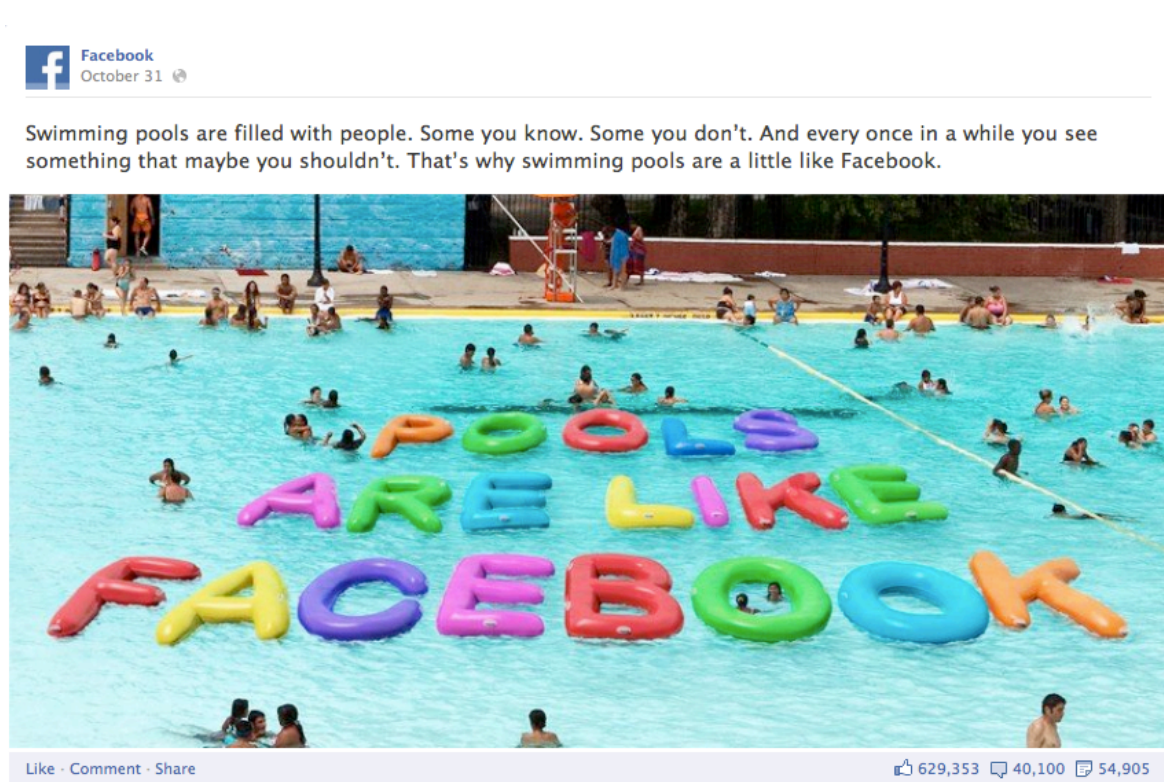 Facebook
October 31
Swimming pools are filled with people. Some you know. Some you don't. And every once in a while you see
something that maybe you shouldn't. That's why swimming pools are a little like Facebook.
POOLS
ARE LIKE
FACEBOOK
Like · Comment · Share
629,353 40,100 54,905